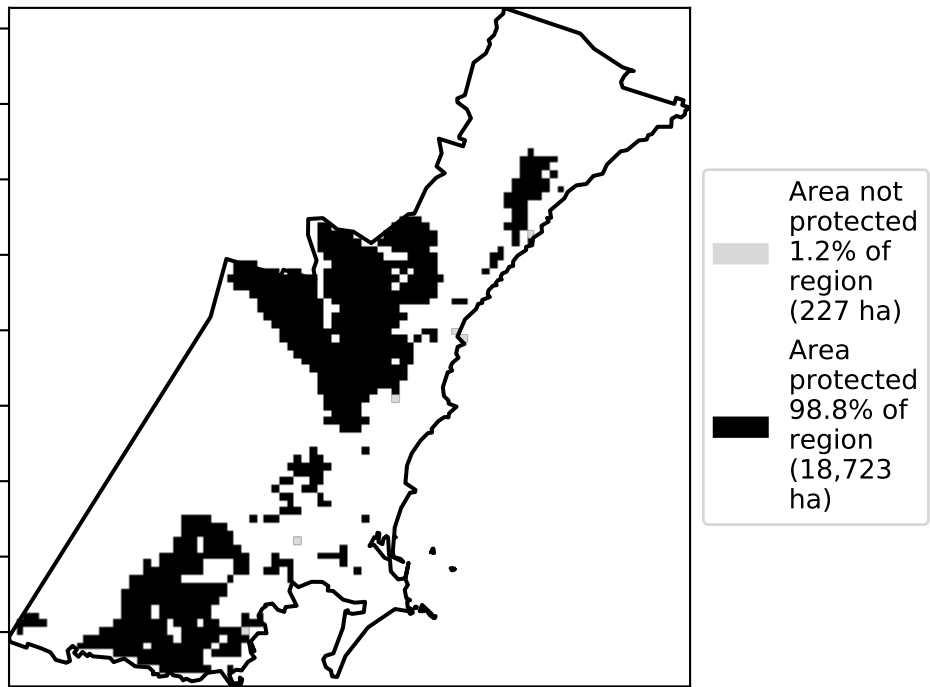 Area not
protected
1.2% of
region
(227 ha)
Area
protected
98.8% of
region
(18,723
ha)